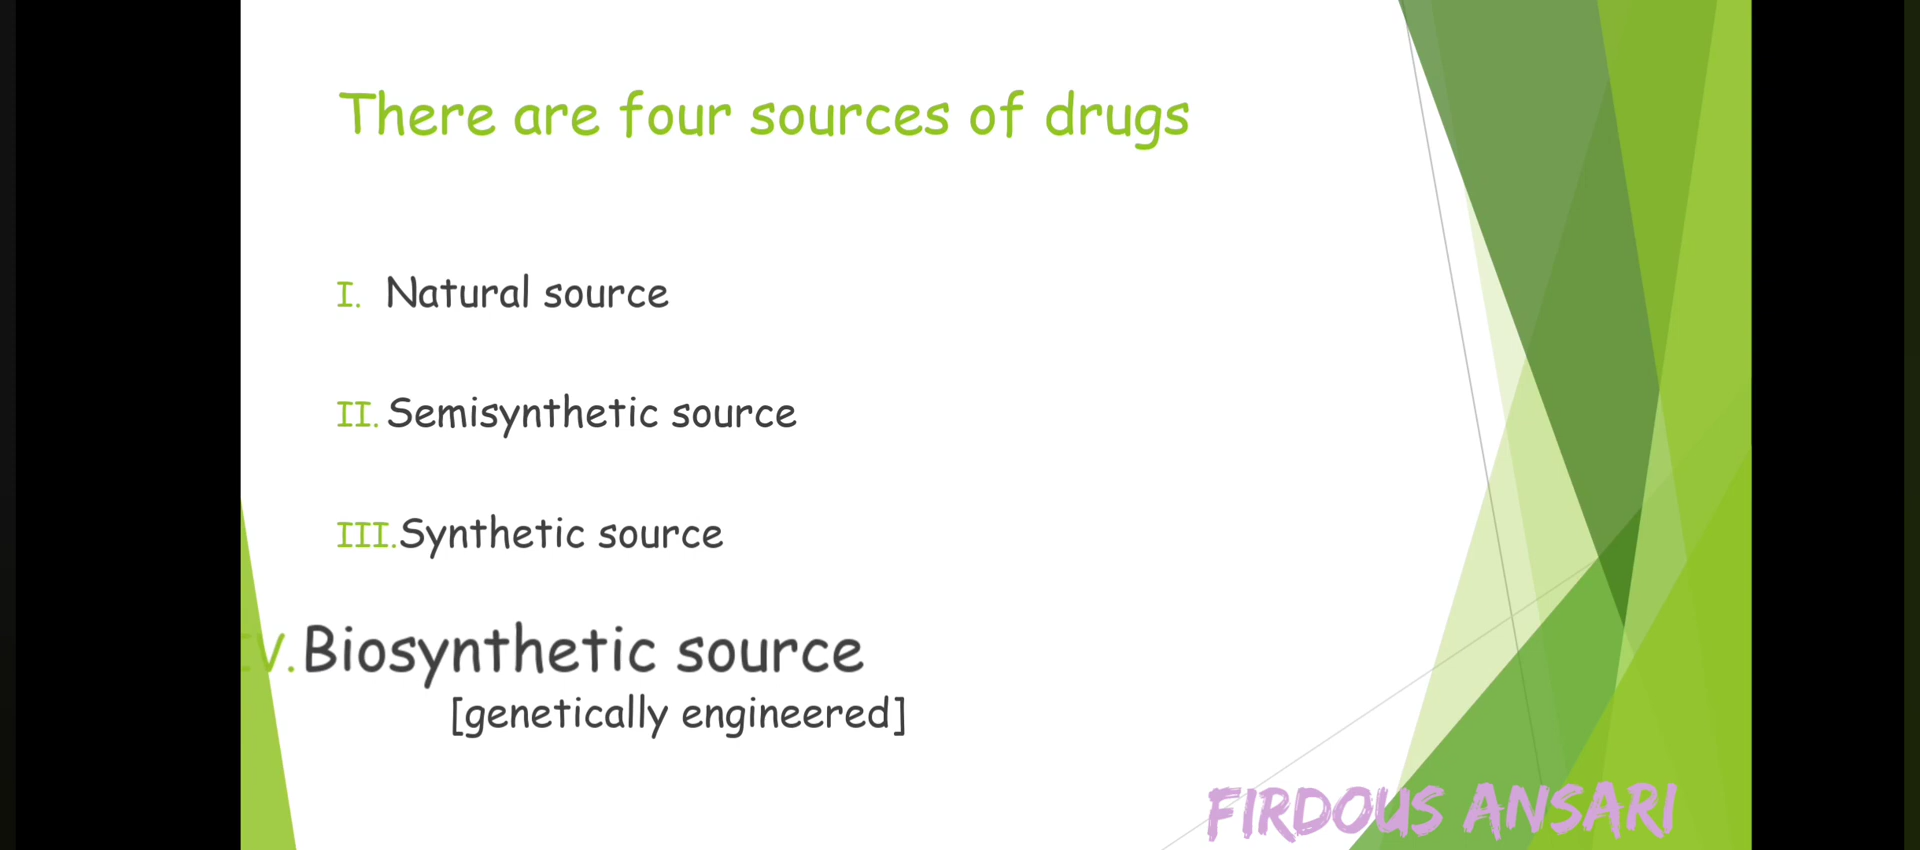 There are four sources of drugs
I. Natural source
II. Semisynthetic source
III. Synthetic source
IV. Biosynthetic source
[genetically engineered]
FIRDOUS ANSARI